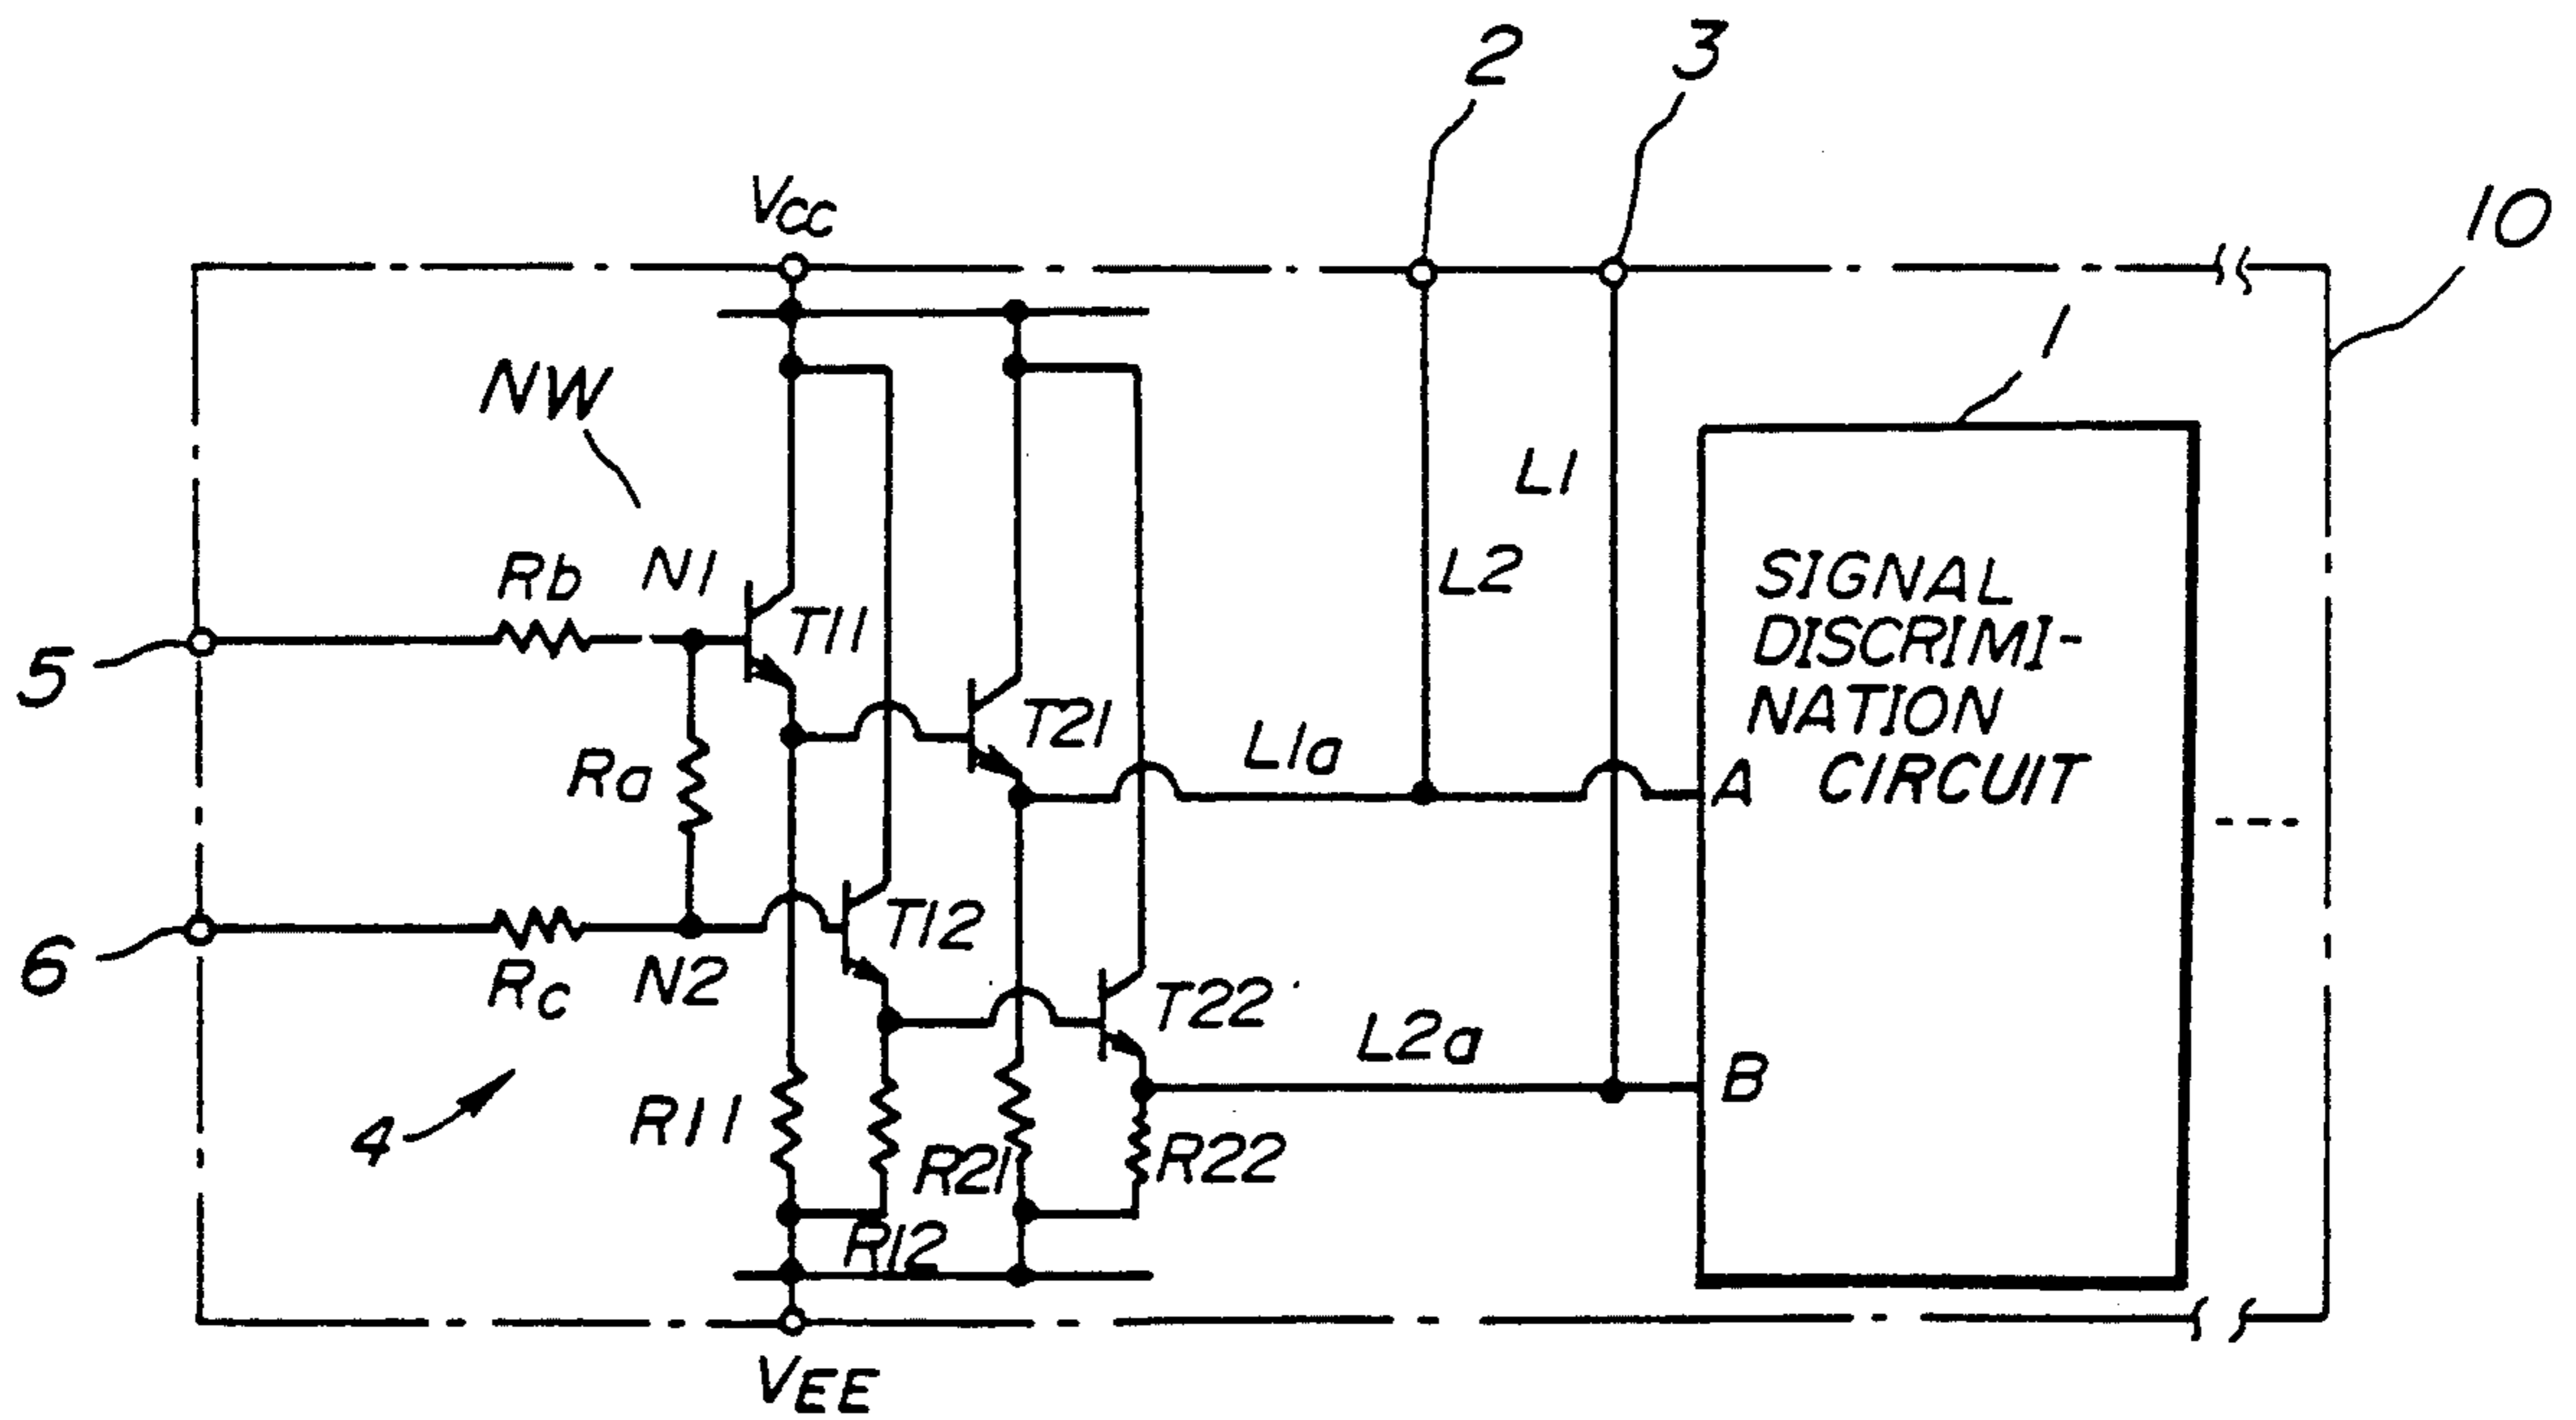 2
3
VCC
10
1
NW
L1
Rb
N1
L2
SIGNAL
DISCRIMI-
NATION
CIRCUIT
T11
5
T21
L1a
Ra
A
T12
6
Rc
N2
T22
L2a
B
4
R11
R21
R22
R12
VEE